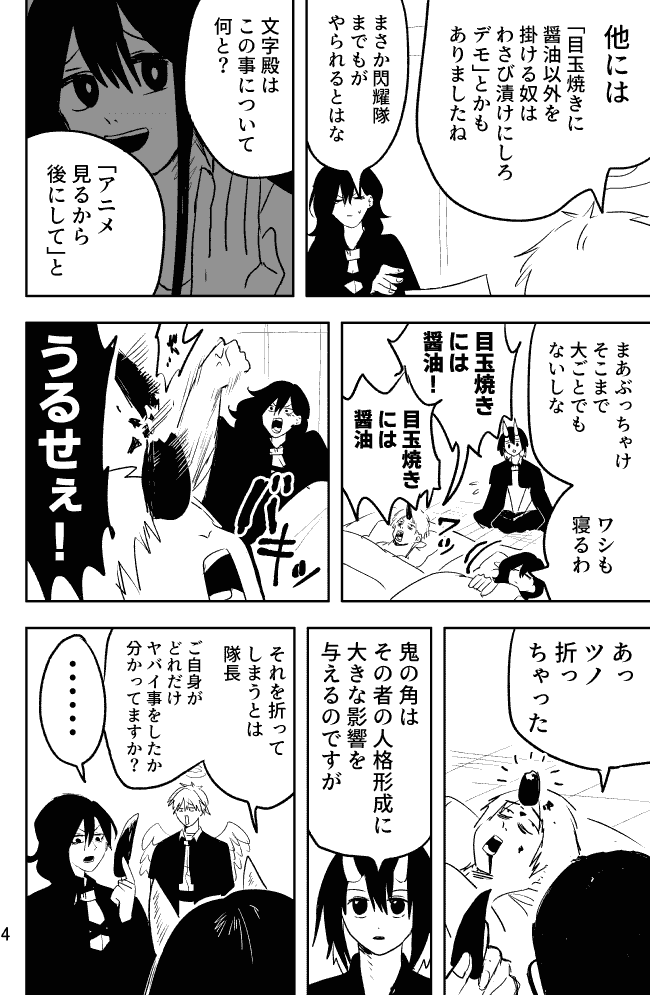 他には
「目玉焼きに
醤油以外を
掛ける奴は
わさび漬けにしろ
デモ」とかも
ありましたね
まさか閃耀隊
までもが
やられるとはな
文字殿は
この事について
何と?
「アニメ
見るから
後にして」と
まあぶっちゃけ
そこまで
大ごとでも
ないしな
ワシも
寝るわ
目玉焼き
には
醤油!
目玉焼き
には
醤油
ワッ
うるせぇ!
バキッ
あっ
ツノ
折っ
ちゃった
鬼の角は
その者の人格形成に
大きな影響を
与えるのですが
それを折って
しまうとは
隊長
ご自身が
どれだけ
ヤバイ事をしたか
分かってますか?
・・・・・・
4